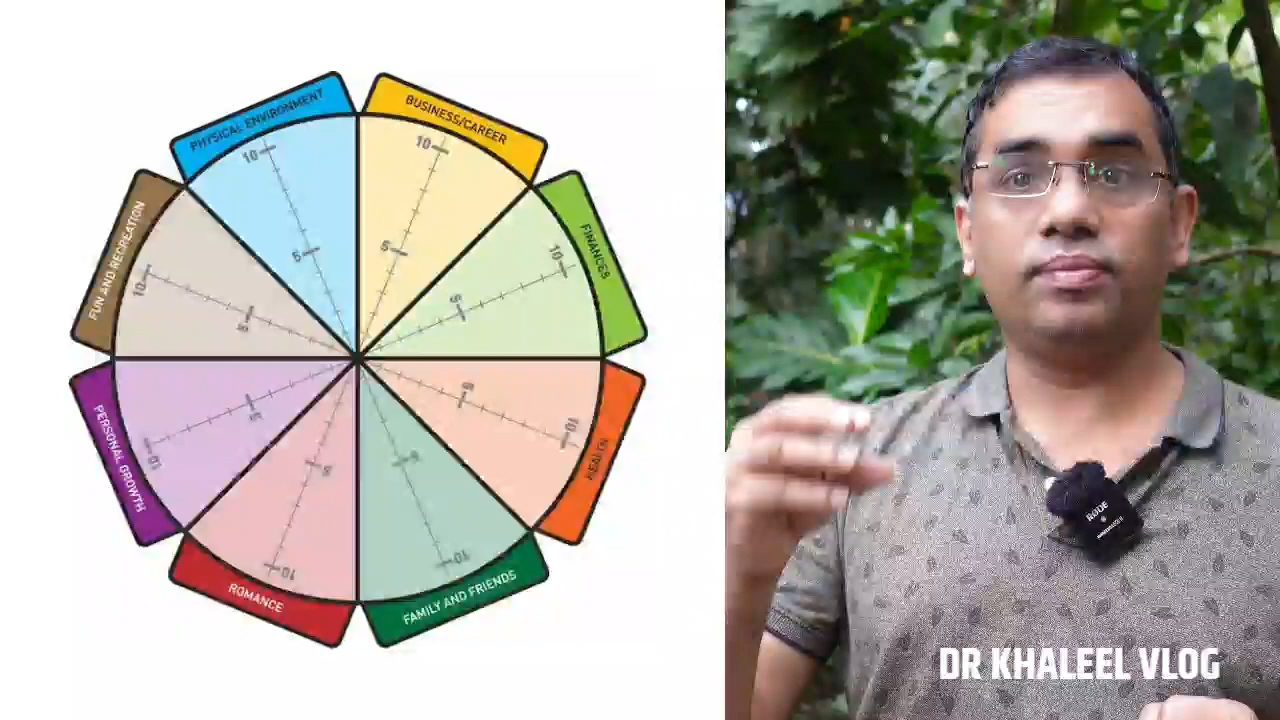 PHYSICAL ENVIRONMENT
BUSINESS/CAREER
FINANCES
HEALTH
FAMILY AND FRIENDS
ROMANCE
PERSONAL GROWTH
FUN AND RECREATION
10
5
10
5
10
5
10
5
10
5
10
5
10
5
10
5
RODE
DR KHALEEL VLOG